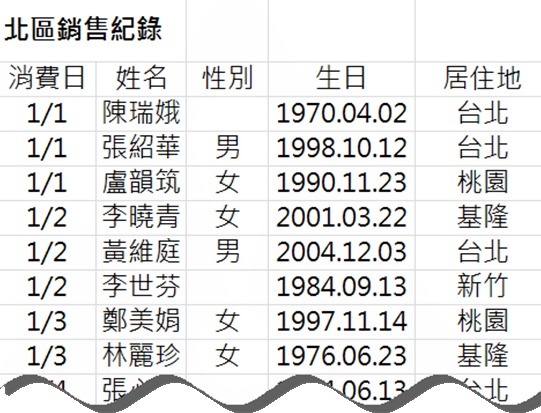 北區銷售紀錄
消費日 姓名 性別 生日 居住地
1/1 陳瑞娥 1970.04.02 台北
1/1 張紹華 男 1998.10.12 台北
1/1 盧韻筑 女 1990.11.23 桃園
1/2 李曉青 女 2001.03.22 基隆
1/2 黃維庭 男 2004.12.03 台北
1/2 李世芬 1984.09.13 新竹
1/3 鄭美娟 女 1997.11.14 桃園
1/3 林麗珍 女 1976.06.23 基隆
張 .06.13 台北